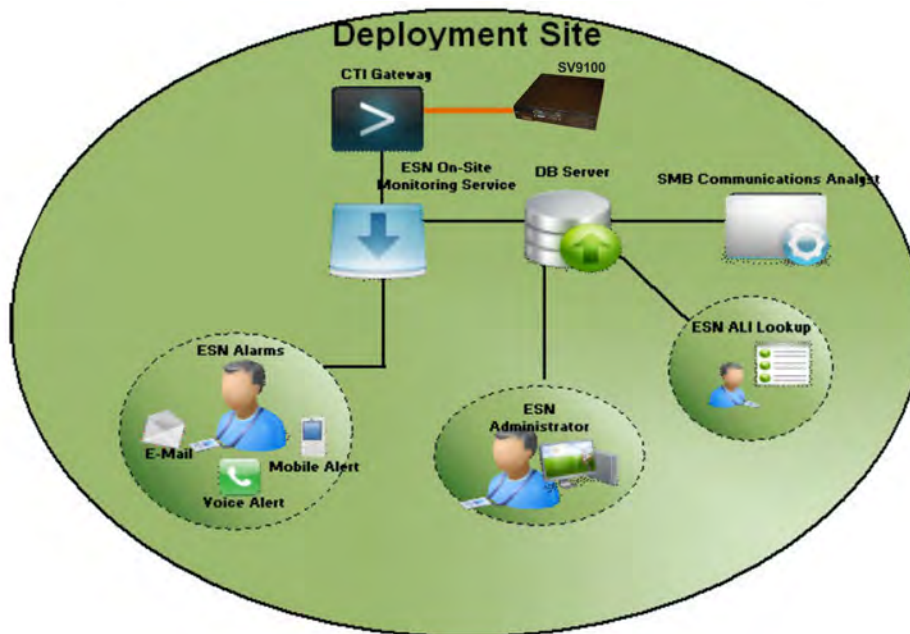 Deployment Site
CTI Gateway
SV9100
ESN On-Site
Monitoring Service
DB Server
SMB Communications Analyst
ESN Alarms
E-Mail
Mobile Alert
Voice Alert
ESN
Administrator
ESN ALI Lookup